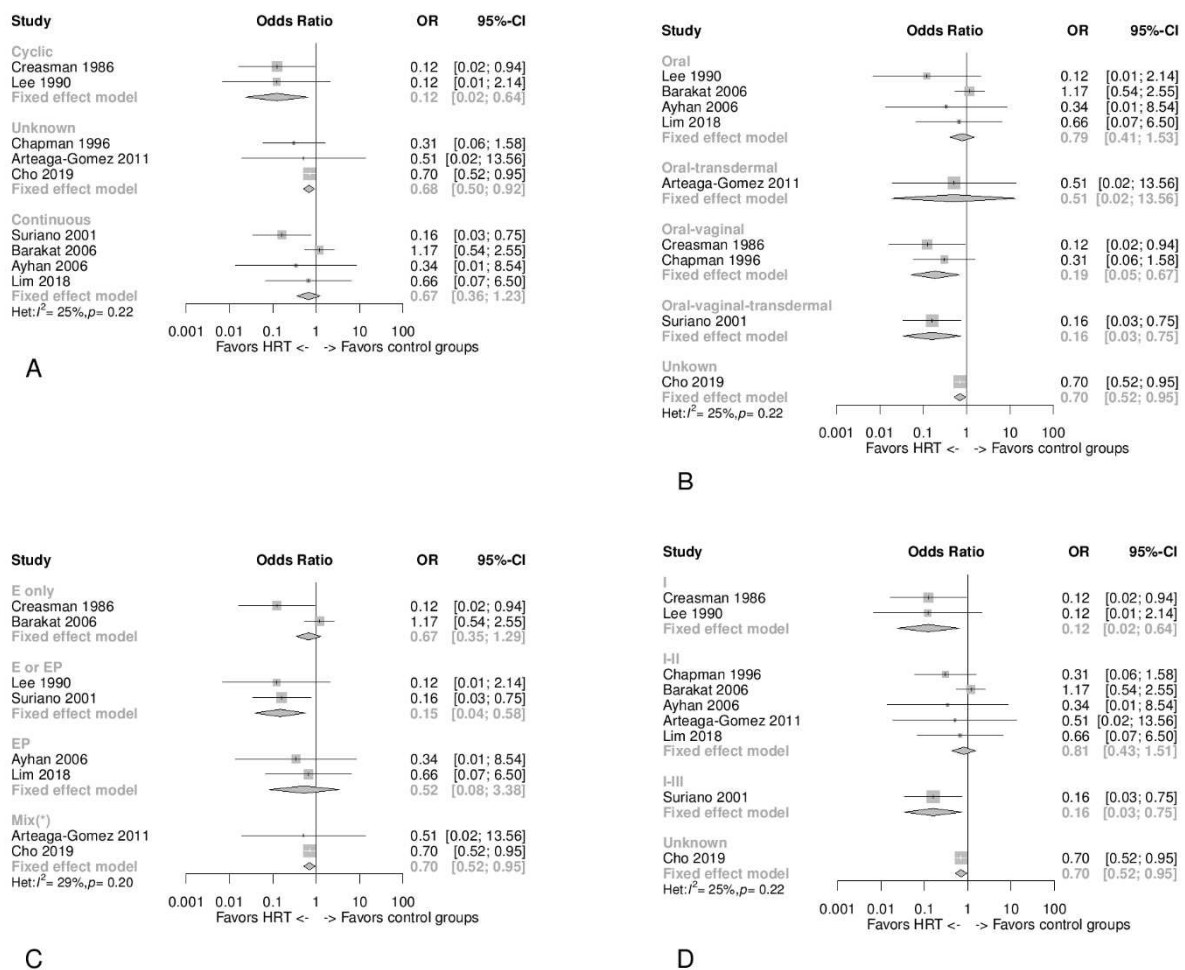 Study Odds Ratio OR 95%-CI
Cyclic
Creasman 1986 0.12 [0.02; 0.94]
Lee 1990 0.12 [0.01; 2.14]
Fixed effect model 0.12 [0.02; 0.64]
Unknown
Chapman 1996 0.31 [0.06; 1.58]
Arteaga-Gomez 2011 0.51 [0.02; 13.56]
Cho 2019 0.70 [0.52; 0.95]
Fixed effect model 0.68 [0.50; 0.92]
Continuous
Suriano 2001 0.16 [0.03; 0.75]
Barakat 2006 1.17 [0.54; 2.55]
Ayhan 2006 0.34 [0.01; 8.54]
Lim 2018 0.66 [0.07; 6.50]
Fixed effect model 0.67 [0.36; 1.23]
Het:I²= 25%,p= 0.22
0.001 0.01 0.1 1 10 100
Favors HRT <- -> Favors control groups
A
Study Odds Ratio OR 95%-CI
Oral
Lee 1990 0.12 [0.01; 2.14]
Barakat 2006 1.17 [0.54; 2.55]
Ayhan 2006 0.34 [0.01; 8.54]
Lim 2018 0.66 [0.07; 6.50]
Fixed effect model 0.79 [0.41; 1.53]
Oral-transdermal
Arteaga-Gomez 2011 0.51 [0.02; 13.56]
Fixed effect model 0.51 [0.02; 13.56]
Oral-vaginal
Creasman 1986 0.12 [0.02; 0.94]
Chapman 1996 0.31 [0.06; 1.58]
Fixed effect model 0.19 [0.05; 0.67]
Oral-vaginal-transdermal
Suriano 2001 0.16 [0.03; 0.75]
Fixed effect model 0.16 [0.03; 0.75]
Unkown
Cho 2019 0.70 [0.52; 0.95]
Fixed effect model 0.70 [0.52; 0.95]
Het:I²= 25%,p= 0.22
0.001 0.01 0.1 1 10 100
Favors HRT <- -> Favors control groups
B
Study Odds Ratio OR 95%-CI
E only
Creasman 1986 0.12 [0.02; 0.94]
Barakat 2006 1.17 [0.54; 2.55]
Fixed effect model 0.67 [0.35; 1.29]
E or EP
Lee 1990 0.12 [0.01; 2.14]
Suriano 2001 0.16 [0.03; 0.75]
Fixed effect model 0.15 [0.04; 0.58]
EP
Ayhan 2006 0.34 [0.01; 8.54]
Lim 2018 0.66 [0.07; 6.50]
Fixed effect model 0.52 [0.08; 3.38]
Mix(*)
Arteaga-Gomez 2011 0.51 [0.02; 13.56]
Cho 2019 0.70 [0.52; 0.95]
Fixed effect model 0.70 [0.52; 0.95]
Het:I²= 29%,p= 0.20
0.001 0.01 0.1 1 10 100
Favors HRT <- -> Favors control groups
C
Study Odds Ratio OR 95%-CI
I
Creasman 1986 0.12 [0.02; 0.94]
Lee 1990 0.12 [0.01; 2.14]
Fixed effect model 0.12 [0.02; 0.64]
I-II
Chapman 1996 0.31 [0.06; 1.58]
Barakat 2006 1.17 [0.54; 2.55]
Ayhan 2006 0.34 [0.01; 8.54]
Arteaga-Gomez 2011 0.51 [0.02; 13.56]
Lim 2018 0.66 [0.07; 6.50]
Fixed effect model 0.81 [0.43; 1.51]
I-III
Suriano 2001 0.16 [0.03; 0.75]
Fixed effect model 0.16 [0.03; 0.75]
Unknown
Cho 2019 0.70 [0.52; 0.95]
Fixed effect model 0.70 [0.52; 0.95]
Het:I²= 25%,p= 0.22
0.001 0.01 0.1 1 10 100
Favors HRT <- -> Favors control groups
D